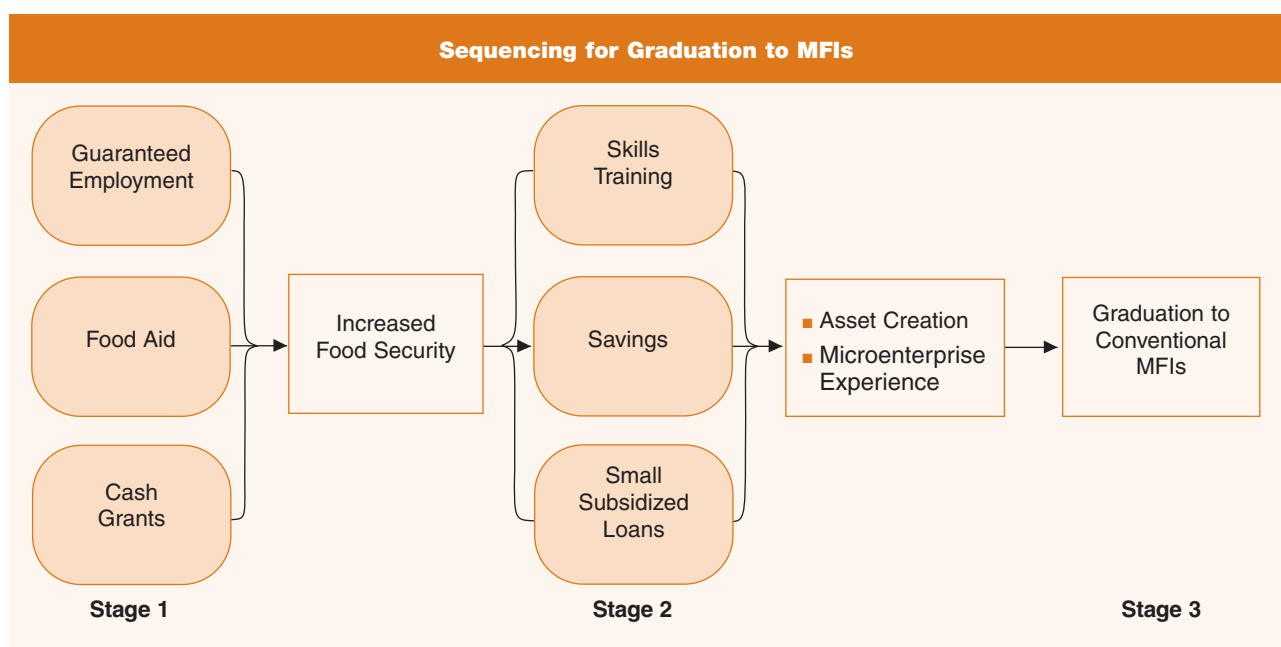 Sequencing for Graduation to MFIs
Guaranteed
Employment
Food Aid
Cash
Grants
Stage 1
Increased
Food Security
Skills
Training
Savings
Small
Subsidized
Loans
Stage 2
■ Asset Creation
■ Microenterprise
Experience
Graduation to
Conventional
MFIs
Stage 3